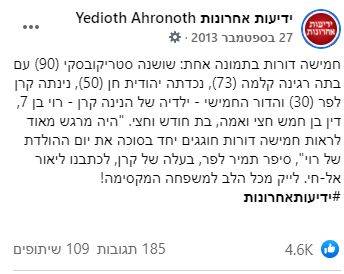 ידיעות אחרונות Yedioth Ahronoth
27 בספטמבר 2013
ידיעות
אחרונות
חמישה דורות בתמונה אחת: שושנה סטריקובסקי (90) עם
בתה רגינה קלמה (73), נכדתה יהודית חן (50), נינתה קרן
לפר (30) והדור החמישי - ילדיה של הנינה קרן - רוי בן 7,
דין בן חמש חצי ואמה, בת חודש וחצי. "היה מרגש מאוד
לראות חמישה דורות חוגגים יחד בסוכה את יום ההולדת
של רוי", סיפר תמיר לפר, בעלה של קרן, לכתבנו ליאור
אל-חי. לייק מכל הלב למשפחה המקסימה!
#ידיעותאחרונות
4.6K 185 תגובות 109 שיתופים